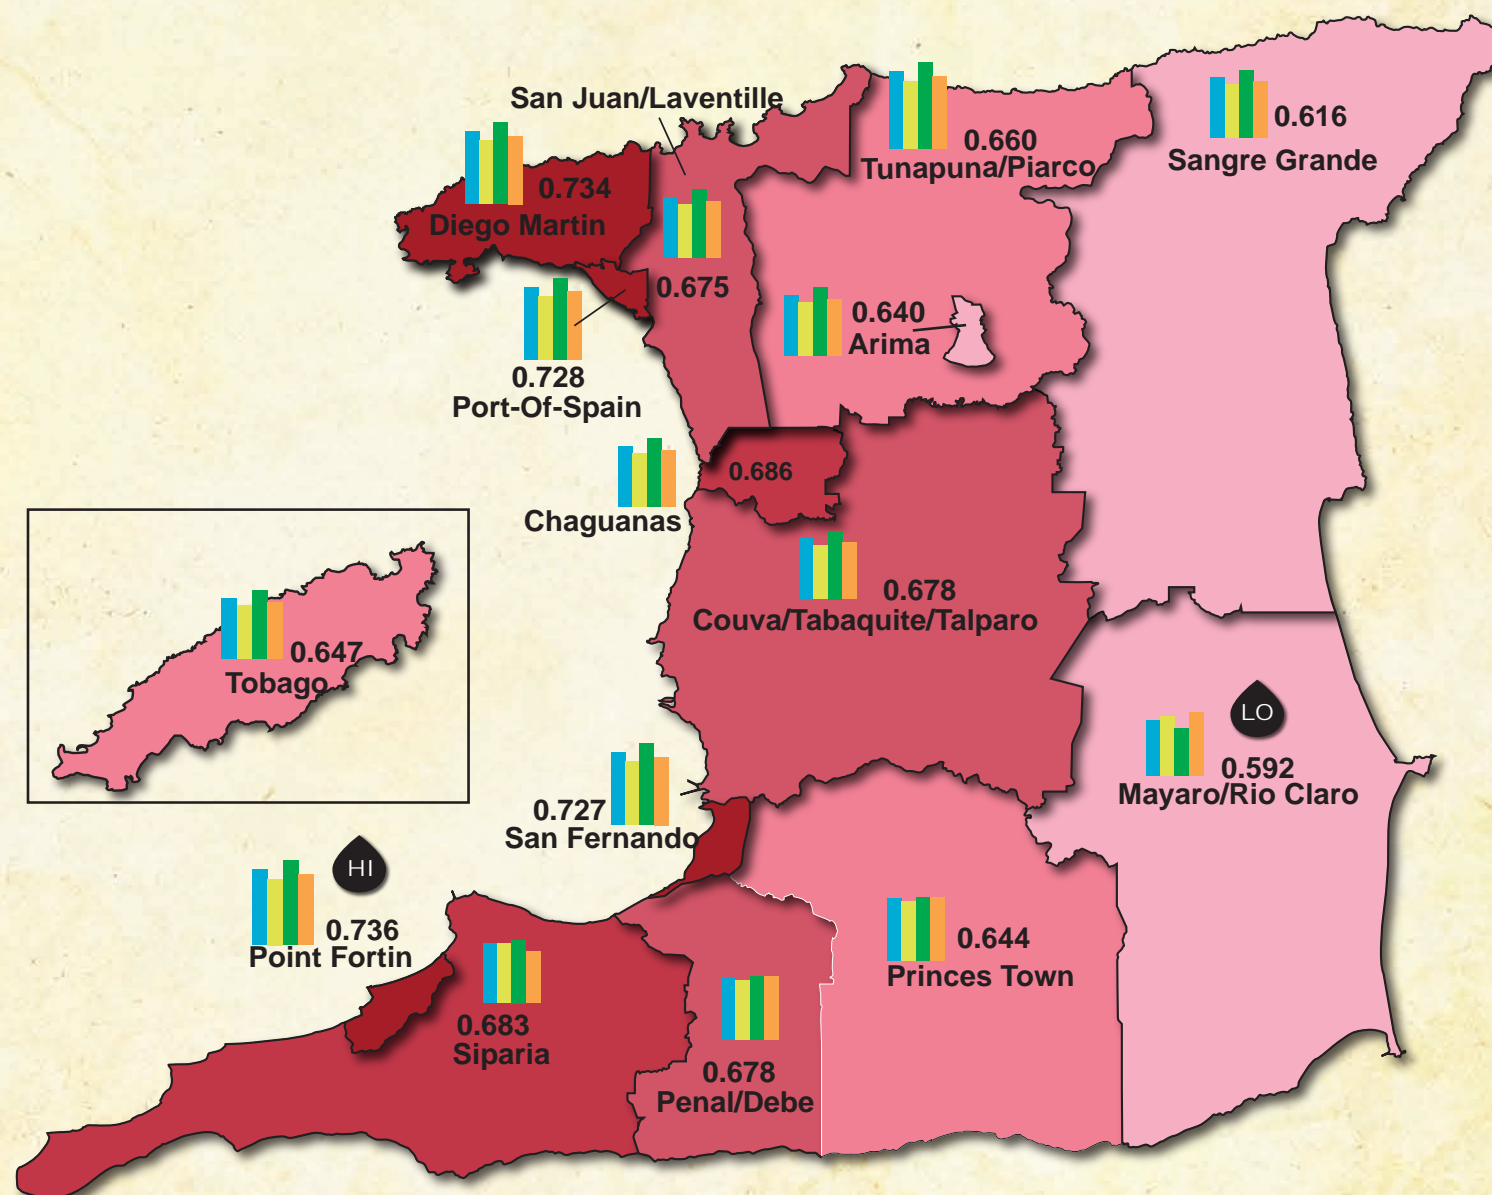 San Juan/Laventille
0.660
Tunapuna/Piarco
0.616
Sangre Grande
0.734
Diego Martin
0.675
0.640
Arima
0.728
Port-Of-Spain
0.686
Chaguanas
0.678
Couva/Tabaquite/Talparo
0.647
Tobago
LO
0.592
Mayaro/Rio Claro
0.727
San Fernando
HI
0.736
Point Fortin
0.644
Princes Town
0.683
Siparia
0.678
Penal/Debe